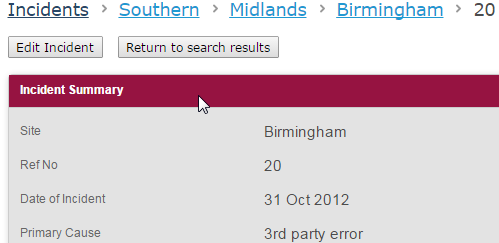 Incidents > Southern > Midlands > Birmingham > 20
Edit Incident Return to search results
Incident Summary
Site Birmingham
Ref No 20
Date of Incident 31 Oct 2012
Primary Cause 3rd party error